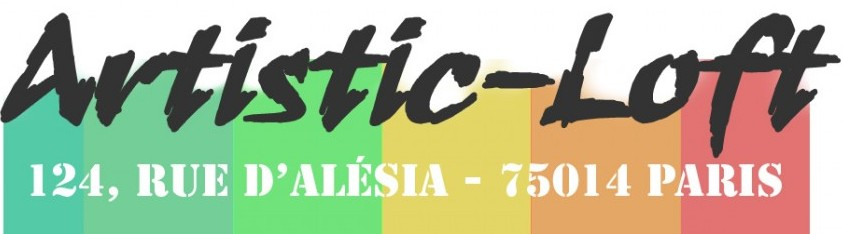 Artistic-Loft
124, RUE D'ALÉSIA - 75014 PARIS